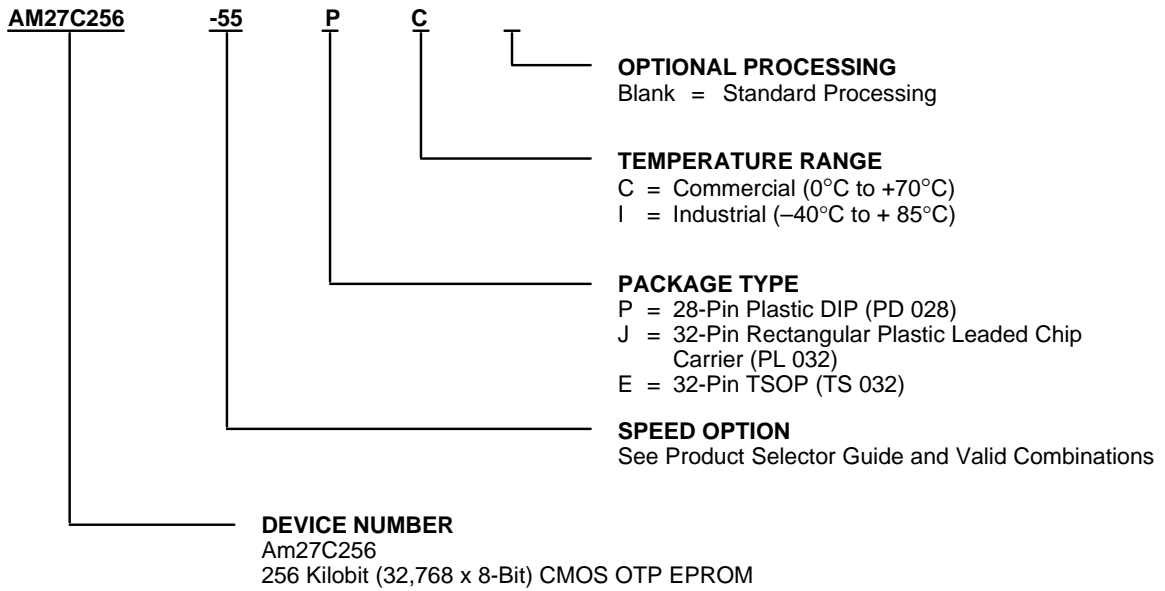 AM27C256 -55 P C
OPTIONAL PROCESSING
Blank = Standard Processing
TEMPERATURE RANGE
C = Commercial (0°C to +70°C)
I = Industrial (–40°C to + 85°C)
PACKAGE TYPE
P = 28-Pin Plastic DIP (PD 028)
J = 32-Pin Rectangular Plastic Leaded Chip
Carrier (PL 032)
E = 32-Pin TSOP (TS 032)
SPEED OPTION
See Product Selector Guide and Valid Combinations
DEVICE NUMBER
Am27C256
256 Kilobit (32,768 x 8-Bit) CMOS OTP EPROM